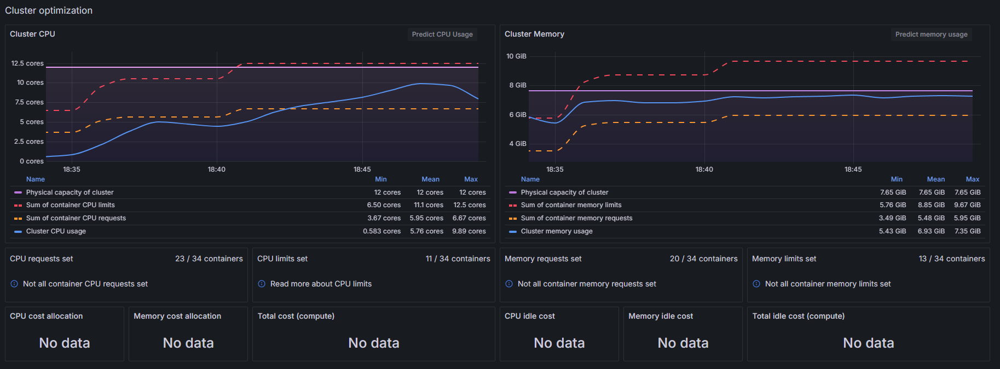 Cluster optimization
Cluster CPU
Predict CPU Usage
12.5 cores
10 cores
7.5 cores
5 cores
2.5 cores
0 cores
18:35 18:40 18:45
Name Min Mean Max
Physical capacity of cluster 12 cores 12 cores 12 cores
Sum of container CPU limits 6.50 cores 11.1 cores 12.5 cores
Sum of container CPU requests 3.67 cores 5.95 cores 6.67 cores
Cluster CPU usage 0.583 cores 5.76 cores 9.89 cores
Cluster Memory
Predict memory usage
10 GiB
8 GiB
6 GiB
4 GiB
18:35 18:40 18:45
Name Min Mean Max
Physical capacity of cluster 7.65 GiB 7.65 GiB 7.65 GiB
Sum of container memory limits 5.76 GiB 8.85 GiB 9.67 GiB
Sum of container memory requests 3.49 GiB 5.48 GiB 5.95 GiB
Cluster memory usage 5.43 GiB 6.93 GiB 7.35 GiB
CPU requests set 23 / 34 containers
Not all container CPU requests set
CPU limits set 11 / 34 containers
Read more about CPU limits
Memory requests set 20 / 34 containers
Not all container memory requests set
Memory limits set 13 / 34 containers
Not all container memory limits set
CPU cost allocation
No data
Memory cost allocation
No data
Total cost (compute)
No data
CPU idle cost
No data
Memory idle cost
No data
Total idle cost (compute)
No data